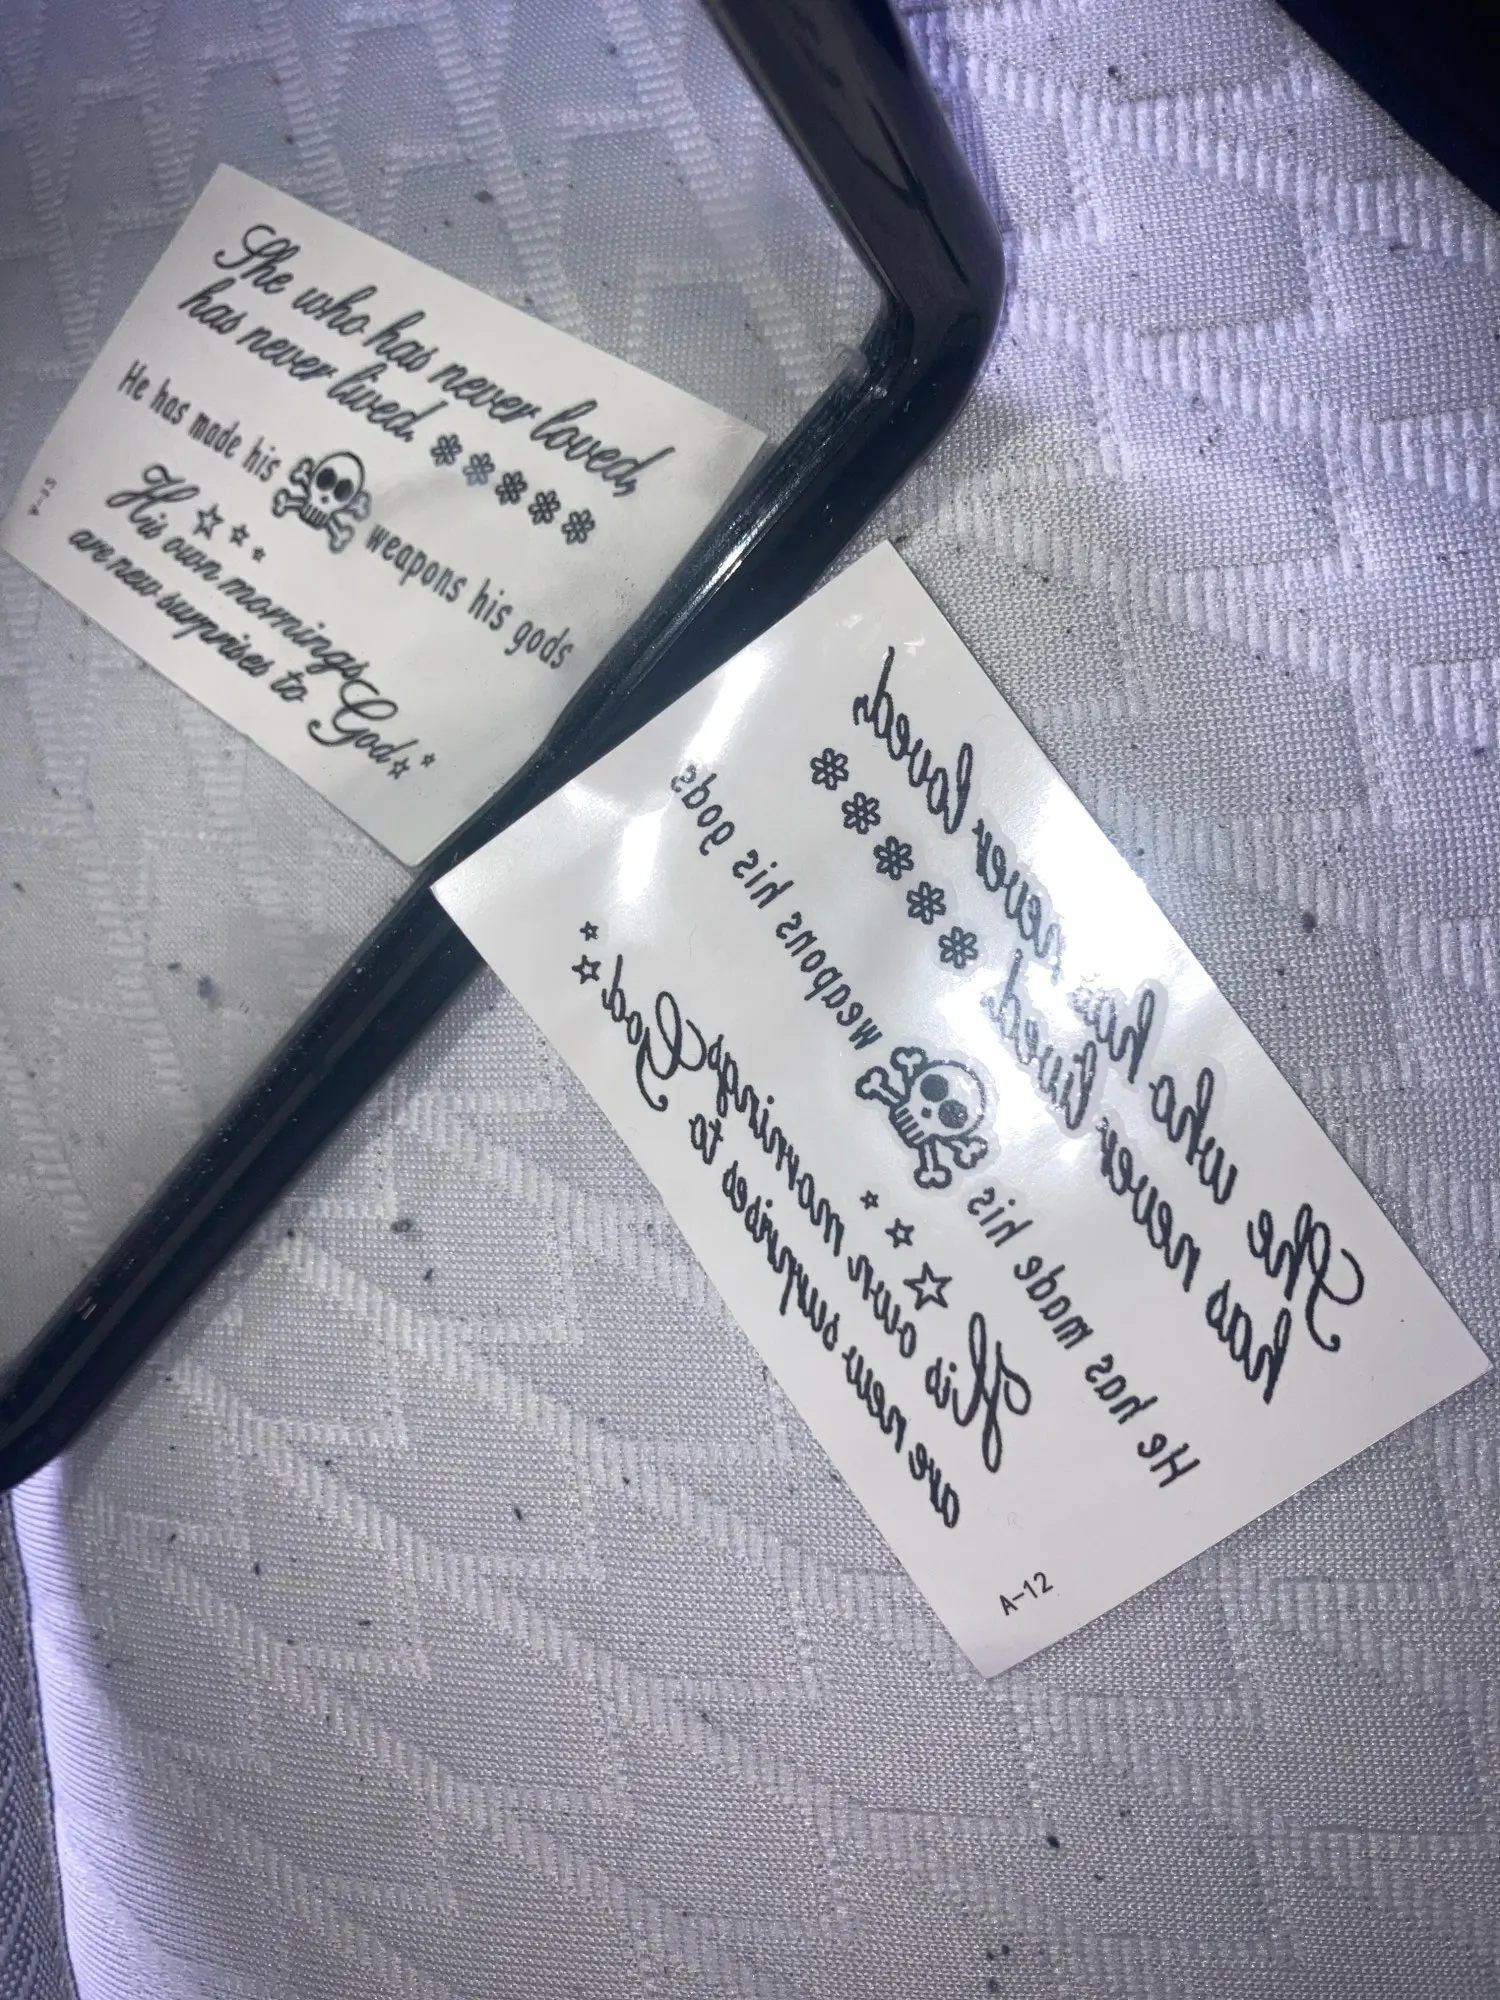 She who has never loved,
has never lived,
He has made his weapons his gods
His own mornings
are new surprises to God
A-12
She who has never loved,
has never lived,
He has made his weapons his gods
His own mornings
are new surprises to God
A-12